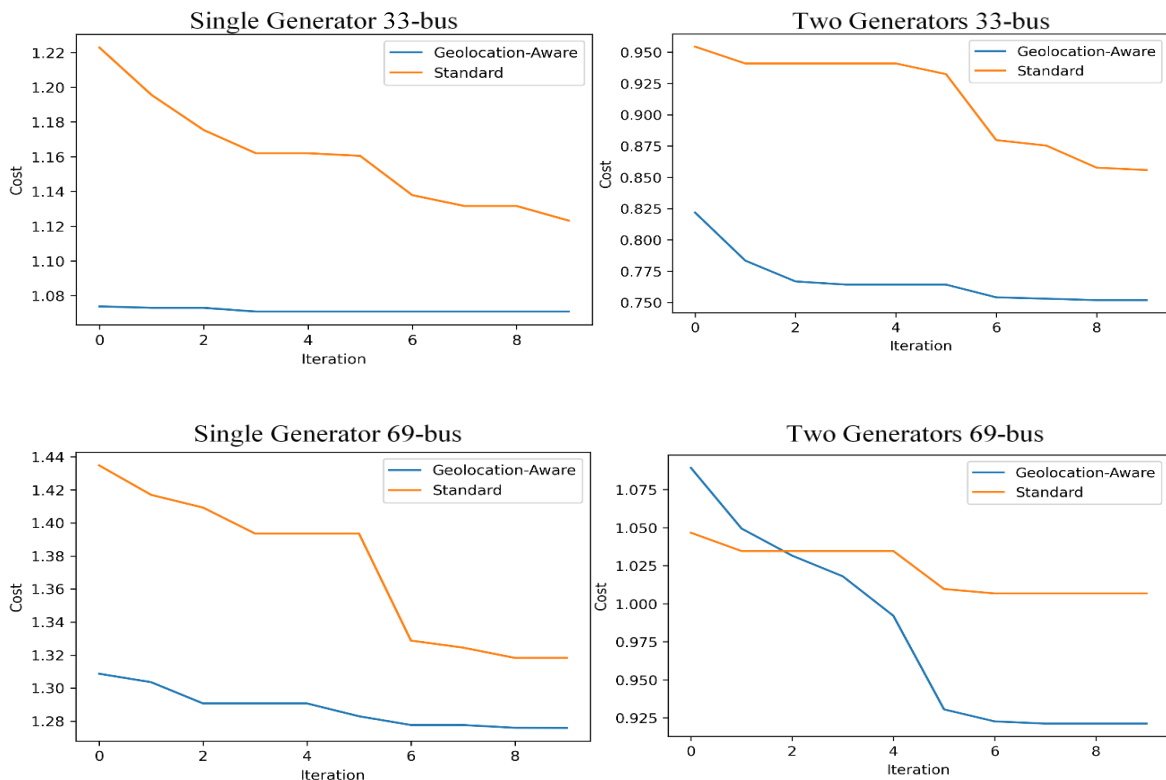 Single Generator 33-bus
1.22
1.20
1.18
1.16
1.14
1.12
1.10
1.08
Cost
Geolocation-Aware
Standard
0 2 4 6 8
Iteration
Two Generators 33-bus
0.950
0.925
0.900
0.875
0.850
0.825
0.800
0.775
0.750
Cost
Geolocation-Aware
Standard
0 2 4 6 8
Iteration
Single Generator 69-bus
1.44
1.42
1.40
1.38
1.36
1.34
1.32
1.30
1.28
Cost
Geolocation-Aware
Standard
0 2 4 6 8
Iteration
Two Generators 69-bus
1.075
1.050
1.025
1.000
0.975
0.950
0.925
Cost
Geolocation-Aware
Standard
0 2 4 6 8
Iteration